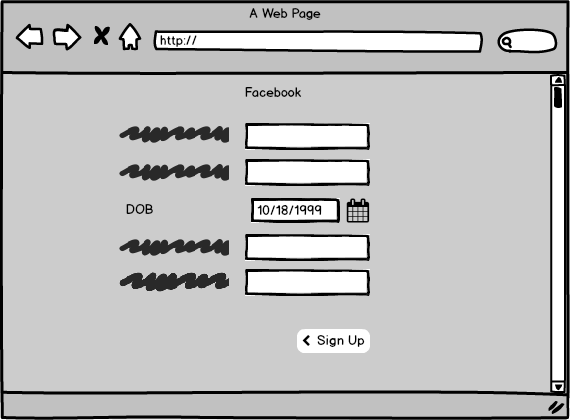 A Web Page
http://
Facebook
DOB 10/18/1999
Sign Up